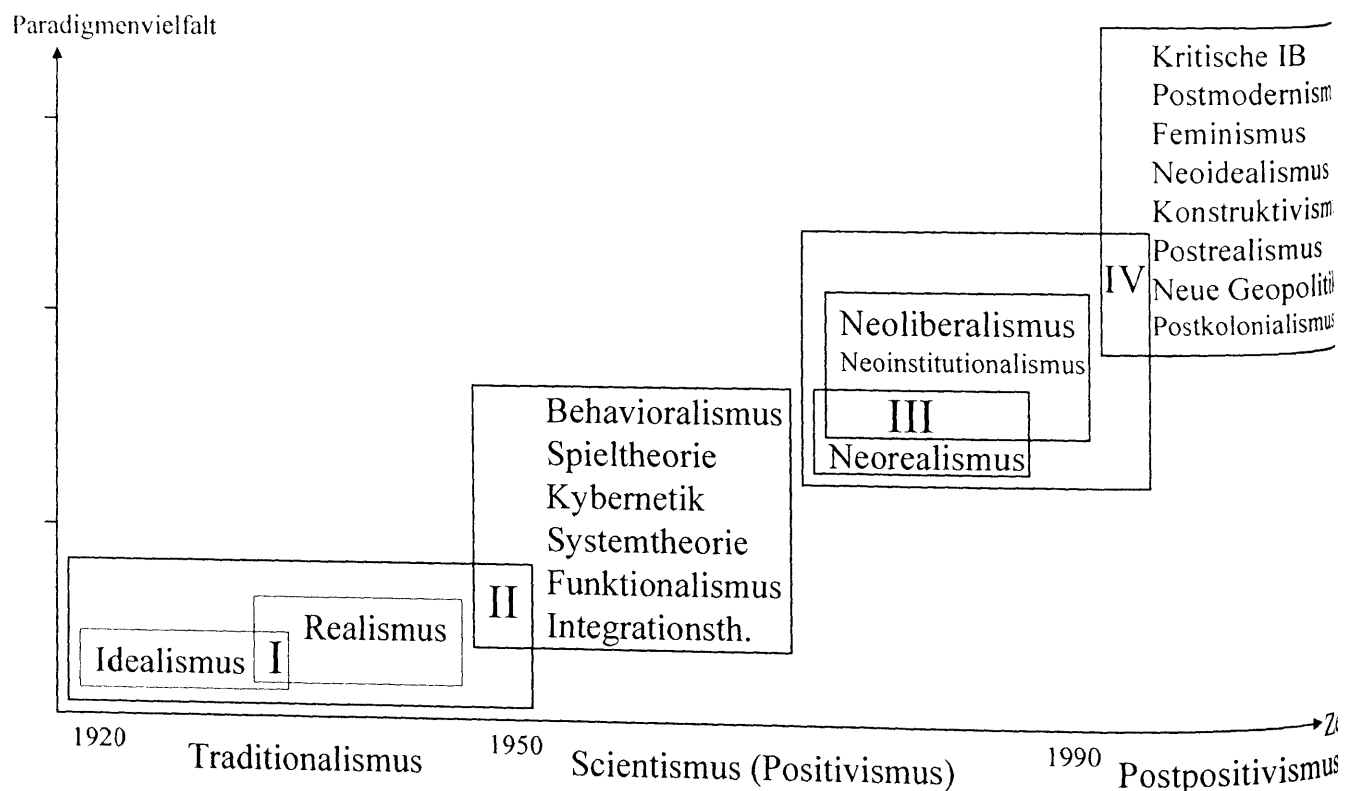 Paradigmenvielfalt
Kritische IB
Postmodernism
Feminismus
Neoidealismus
Konstruktivism
Postrealismus
IV
Neue Geopolitik
Postkolonialismus
Neoliberalismus
Neoinstitutionalismus
III
Neorealismus
Behavioralismus
Spieltheorie
Kybernetik
Systemtheorie
Funktionalismus
Integrationsth.
II
Realismus
Idealismus I
1920
1950
1990
Traditionalismus
Scientismus (Positivismus)
Postpositivismus